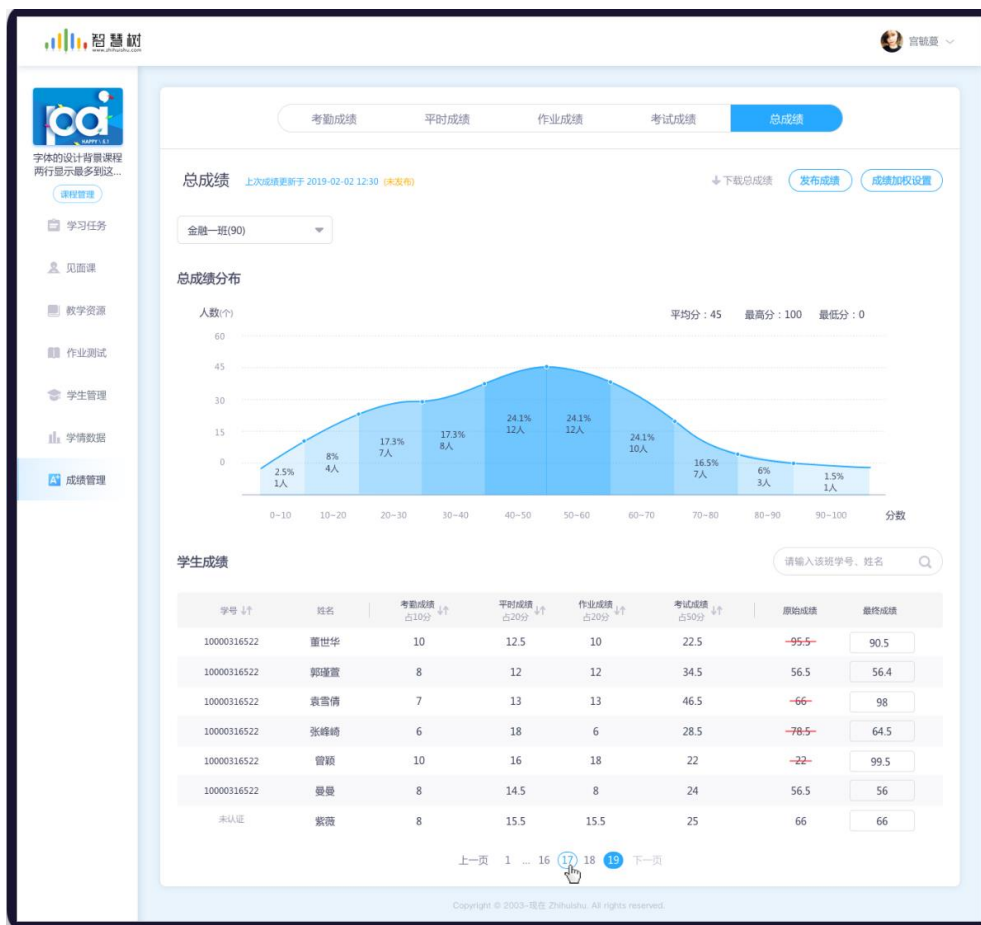 智慧树
www.zhihuishu.com
宫毓蔓
pai
HAPPY \ 6.1
字体的设计背景课程
两行显示最多到这...
课程管理
学习任务
见面课
教学资源
作业测试
学生管理
学情数据
成绩管理
考勤成绩 平时成绩 作业成绩 考试成绩 总成绩
总成绩 上次成绩更新于 2019-02-02 12:30 (未发布) 下载总成绩 发布成绩 成绩加权设置
金融一班(90)
总成绩分布
人数(个) 平均分：45 最高分：100 最低分：0
60
45
30
15
0
2.5%
1人
8%
4人
17.3%
7人
17.3%
8人
24.1%
12人
24.1%
12人
24.1%
10人
16.5%
7人
6%
3人
1.5%
1人
0~10 10~20 20~30 30~40 40~50 50~60 60~70 70~80 80~90 90~100 分数
学生成绩 请输入该班学号、姓名
学号 姓名 考勤成绩 平时成绩 作业成绩 考试成绩 原始成绩 最终成绩
占10分 占20分 占20分 占50分
10000316522 董世华 10 12.5 10 22.5 95.5 90.5
10000316522 郭瑾萱 8 12 12 34.5 56.5 56.4
10000316522 袁雪倩 7 13 13 46.5 66 98
10000316522 张峰崎 6 18 6 28.5 78.5 64.5
10000316522 曾颖 10 16 18 22 22 99.5
10000316522 曼曼 8 14.5 8 24 56.5 56
未认证 紫薇 8 15.5 15.5 25 66 66
上一页 1 ... 16 17 18 19 下一页
Copyright © 2003-现在 Zhihuishu. All rights reserved.